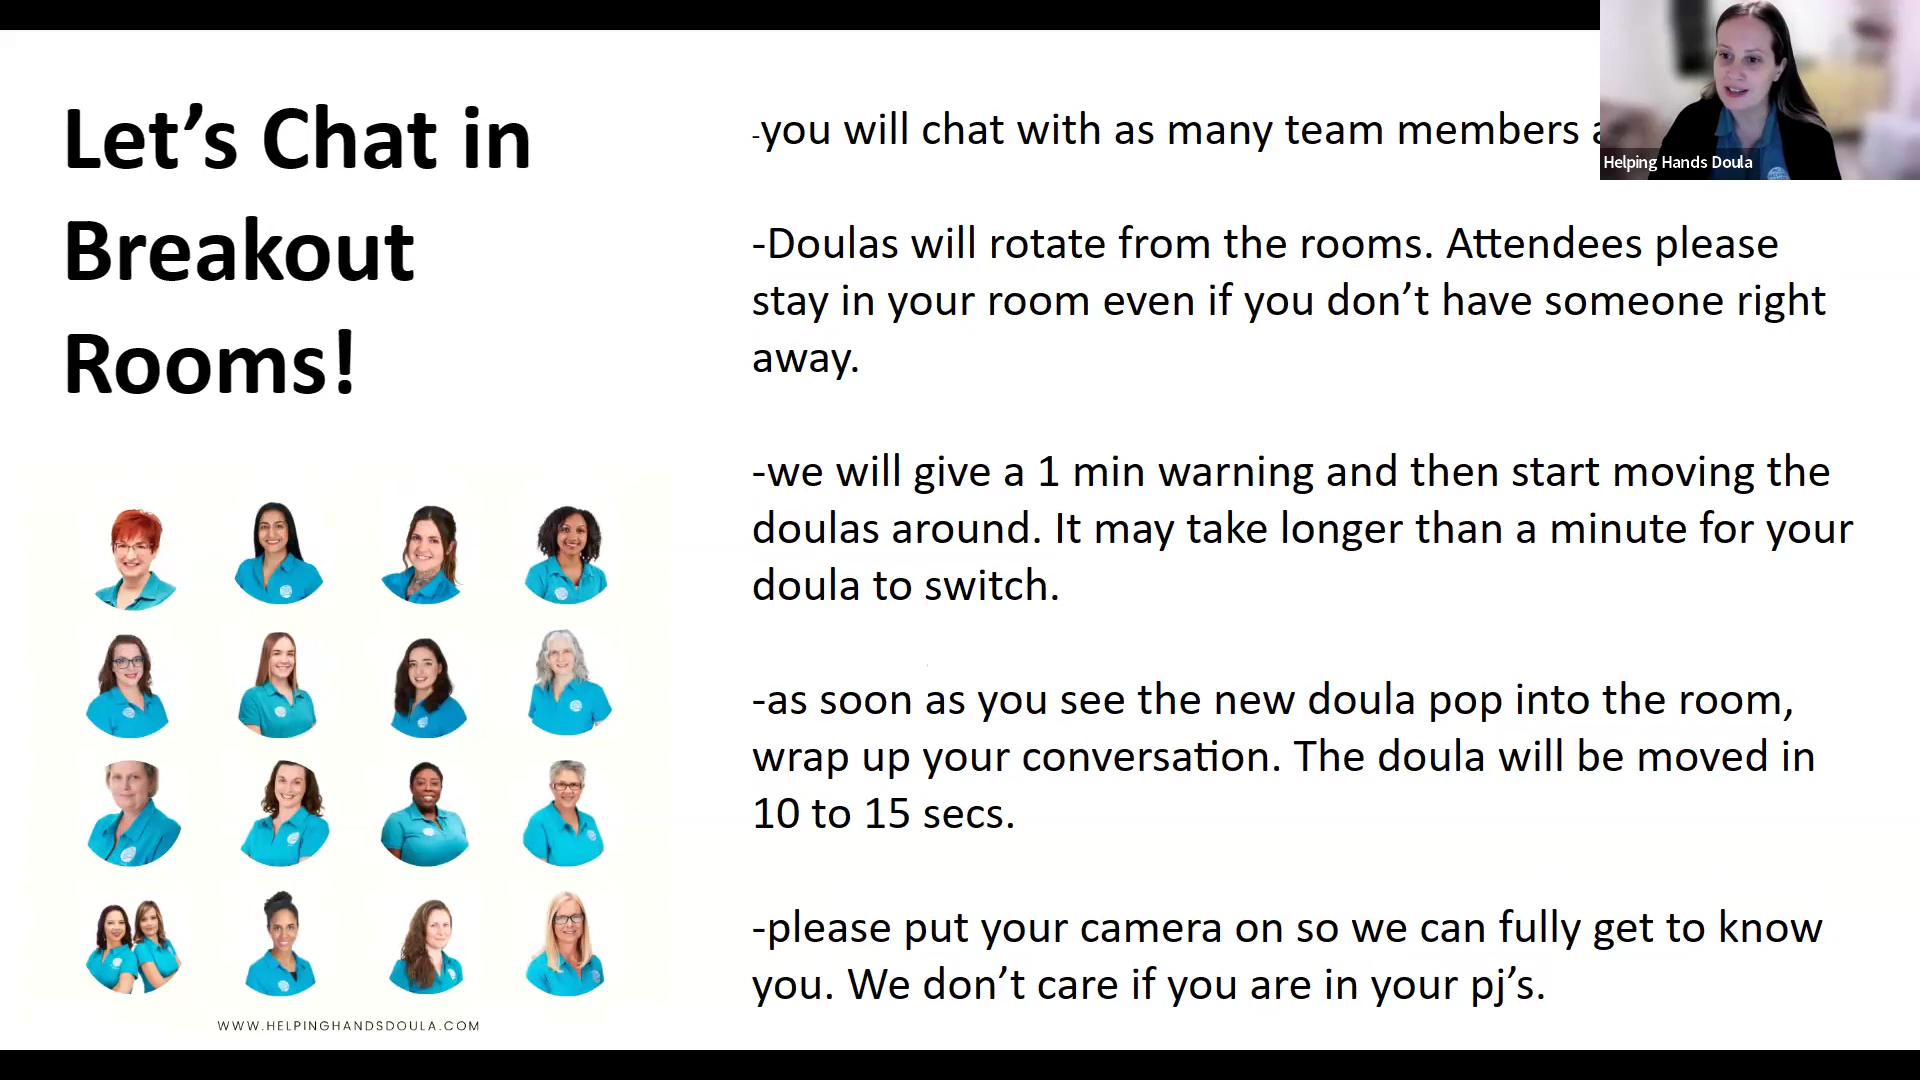 Let’s Chat in
Breakout
Rooms!
-you will chat with as many team members
Helping Hands Doula
-Doulas will rotate from the rooms. Attendees please
stay in your room even if you don’t have someone right
away.
-we will give a 1 min warning and then start moving the
doulas around. It may take longer than a minute for your
doula to switch.
-as soon as you see the new doula pop into the room,
wrap up your conversation. The doula will be moved in
10 to 15 secs.
-please put your camera on so we can fully get to know
you. We don’t care if you are in your pj’s.
WWW.HELPINGHANDSDOULA.COM